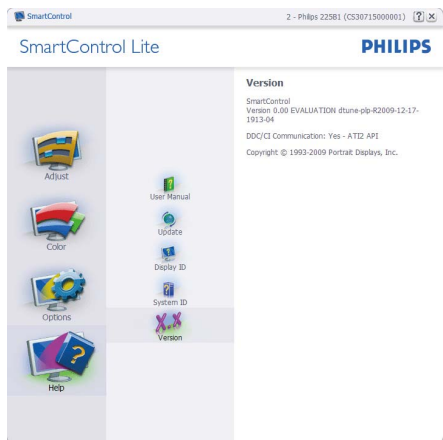 SmartControl
2 - Philips 225B1 (CS30715000001)
SmartControl Lite
PHILIPS
Adjust
Color
Options
Help
User Manual
Update
Display ID
System ID
X.X
Version
Version
SmartControl
Version 0.00 EVALUATION dtune-plp-R2009-12-17-
1913-04
DDC/CI Communication: Yes - ATI2 API
Copyright © 1993-2009 Portrait Displays, Inc.